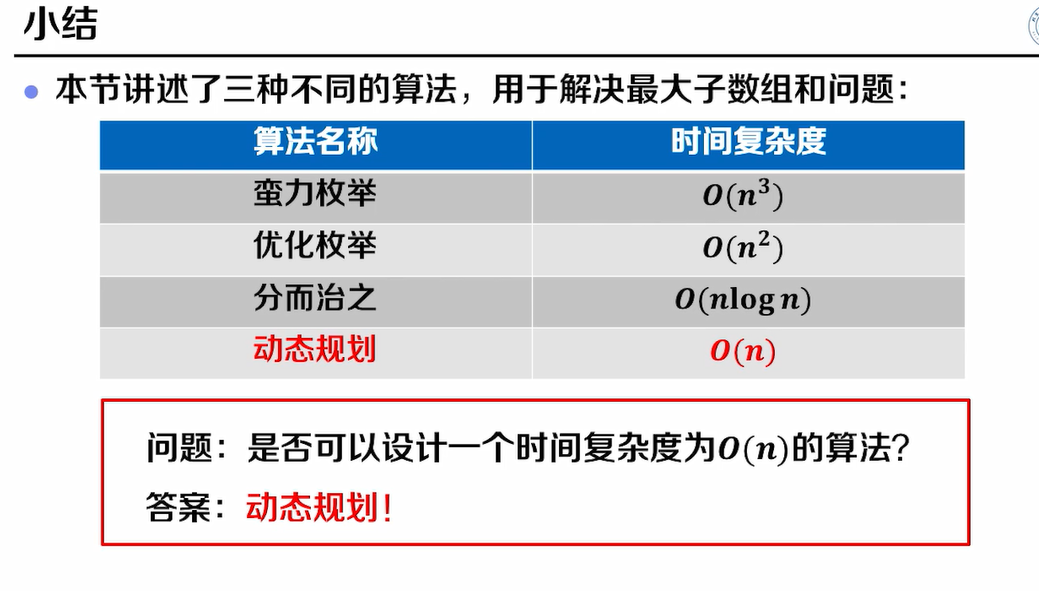 小结
本节讲述了三种不同的算法，用于解决最大子数组和问题：
算法名称 时间复杂度
蛮力枚举 O(n³)
优化枚举 O(n²)
分而治之 O(nlog n)
动态规划 O(n)
问题：是否可以设计一个时间复杂度为O(n)的算法？
答案：动态规划！